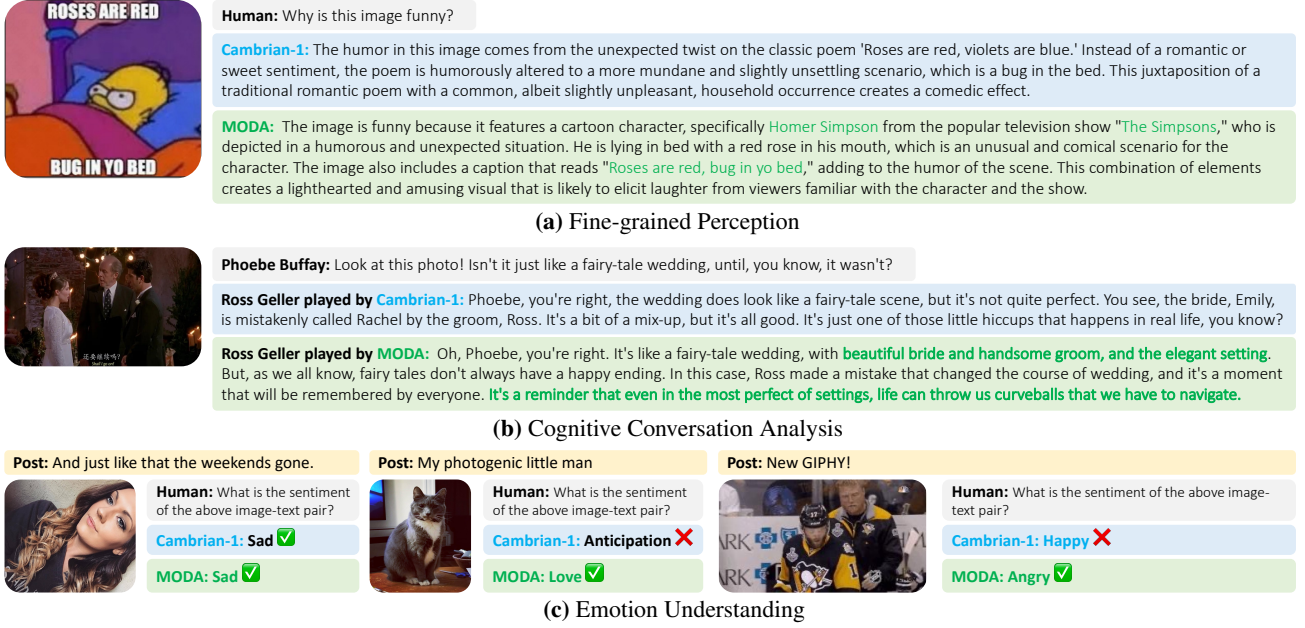 ROSES ARE RED
BUG IN YO BED
Human: Why is this image funny?
Cambrian-1: The humor in this image comes from the unexpected twist on the classic poem 'Roses are red, violets are blue.' Instead of a romantic or
sweet sentiment, the poem is humorously altered to a more mundane and slightly unsettling scenario, which is a bug in the bed. This juxtaposition of a
traditional romantic poem with a common, albeit slightly unpleasant, household occurrence creates a comedic effect.
MODA: The image is funny because it features a cartoon character, specifically Homer Simpson from the popular television show "The Simpsons," who is
depicted in a humorous and unexpected situation. He is lying in bed with a red rose in his mouth, which is an unusual and comical scenario for the
character. The image also includes a caption that reads "Roses are red, bug in yo bed," adding to the humor of the scene. This combination of elements
creates a lighthearted and amusing visual that is likely to elicit laughter from viewers familiar with the character and the show.
(a) Fine-grained Perception
还要继续吗?
Phoebe Buffay: Look at this photo! Isn't it just like a fairy-tale wedding, until, you know, it wasn't?
Ross Geller played by Cambrian-1: Phoebe, you're right, the wedding does look like a fairy-tale scene, but it's not quite perfect. You see, the bride, Emily,
is mistakenly called Rachel by the groom, Ross. It's a bit of a mix-up, but it's all good. It's just one of those little hiccups that happens in real life, you know?
Ross Geller played by MODA: Oh, Phoebe, you're right. It's like a fairy-tale wedding, with beautiful bride and handsome groom, and the elegant setting.
But, as we all know, fairy tales don't always have a happy ending. In this case, Ross made a mistake that changed the course of wedding, and it's a moment
that will be remembered by everyone. It's a reminder that even in the most perfect of settings, life can throw us curveballs that we have to navigate.
(b) Cognitive Conversation Analysis
Post: And just like that the weekends gone.
Human: What is the sentiment
of the above image-text pair?
Cambrian-1: Sad
MODA: Sad
Post: My photogenic little man
Human: What is the sentiment
of the above image-text pair?
Cambrian-1: Anticipation
MODA: Love
Post: New GIPHY!
ARK
ARK
Human: What is the sentiment of the above image-
text pair?
Cambrian-1: Happy
MODA: Angry
(c) Emotion Understanding